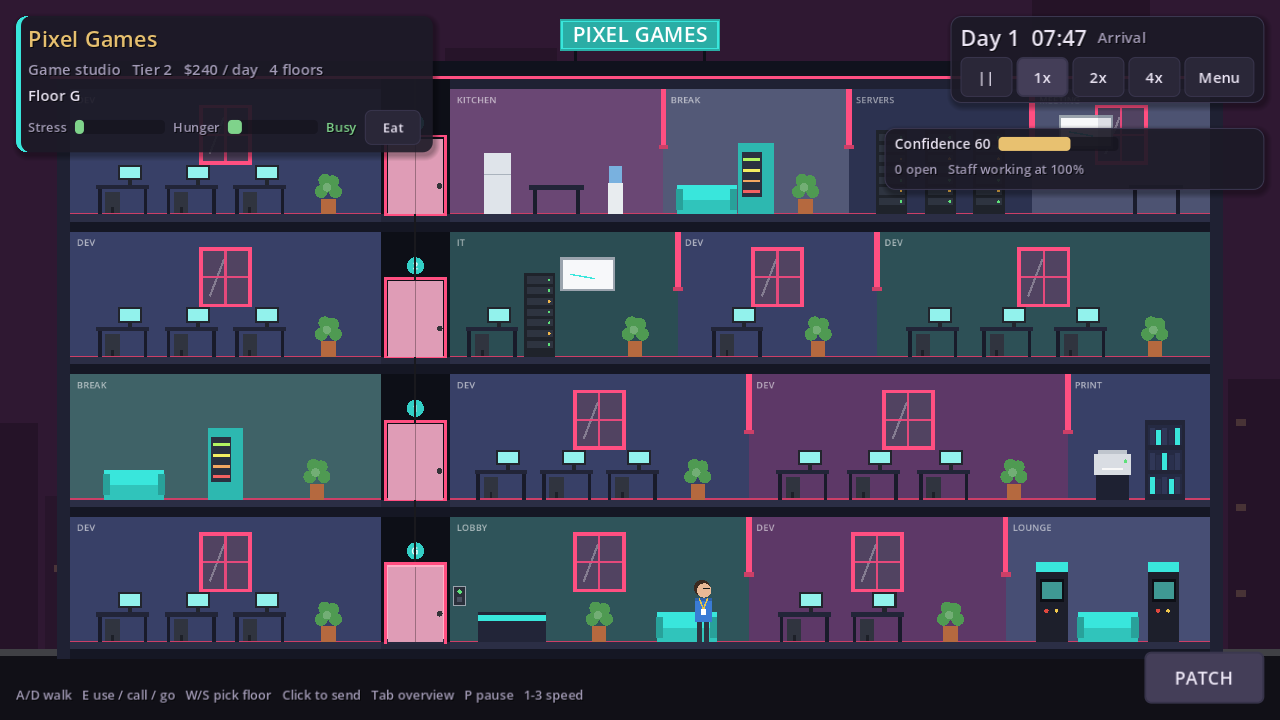 Pixel Games
Game studio Tier 2 $240 / day 4 floors
Floor G
Stress Hunger Busy Eat
PIXEL GAMES
Day 1 07:47 Arrival
|| 1x 2x 4x Menu
Confidence 60
0 open Staff working at 100%
KITCHEN BREAK SERVERS
DEV IT DEV DEV
BREAK DEV DEV PRINT
DEV LOBBY DEV LOUNGE
A/D walk E use / call / go W/S pick floor Click to send Tab overview P pause 1-3 speed
PATCH